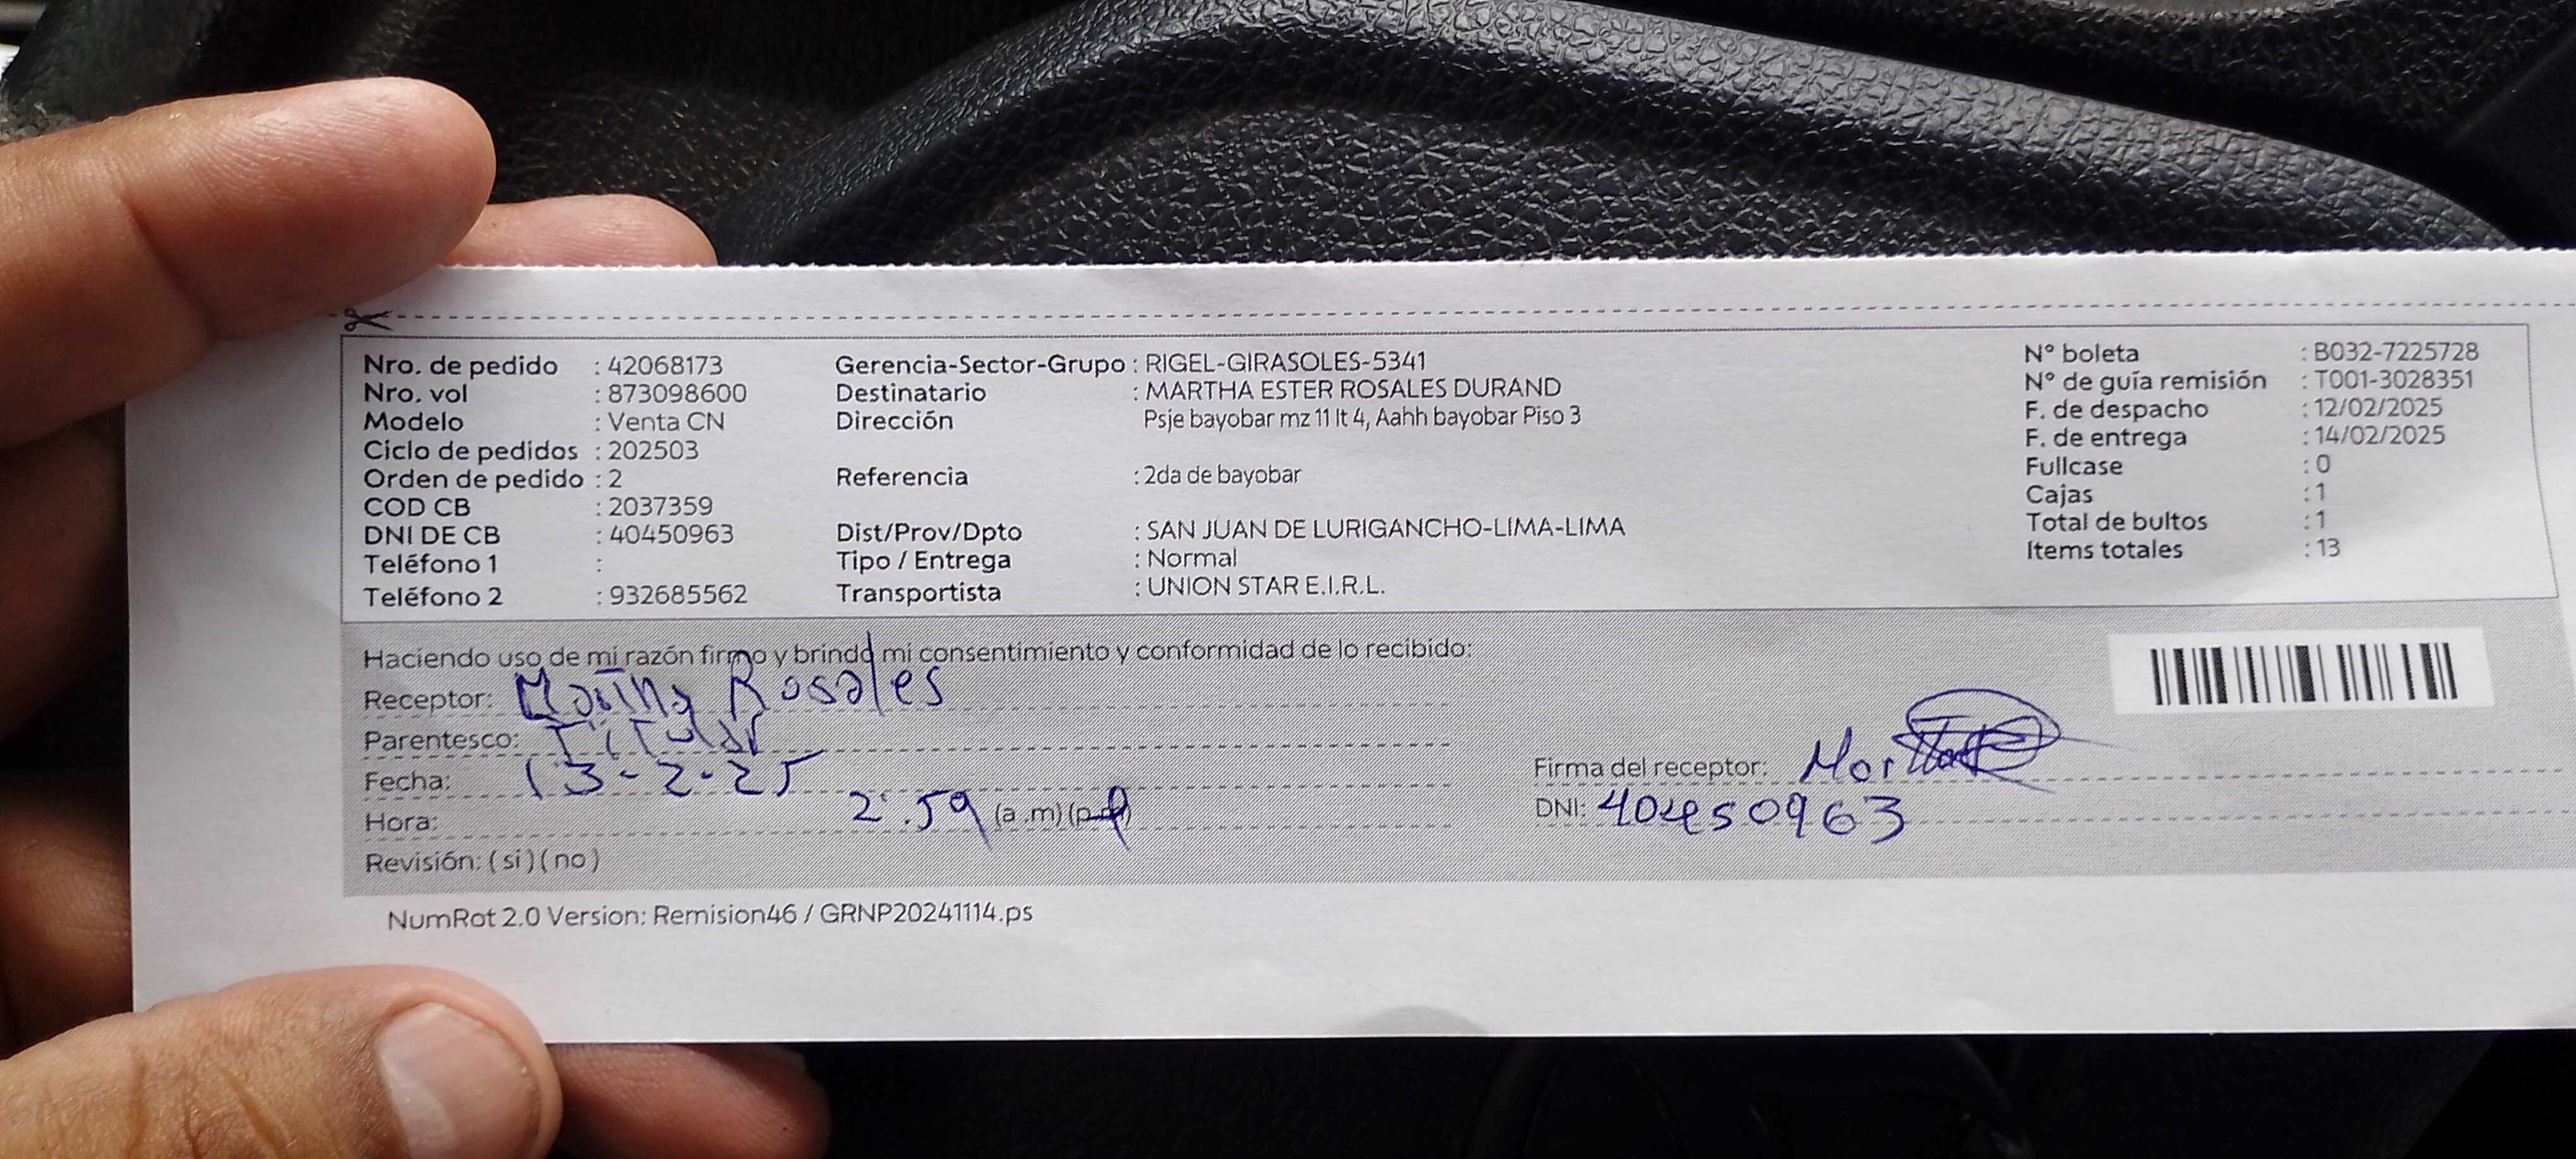 Nro. de pedido : 42068173
Nro. vol : 873098600
Modelo : Venta CN
Ciclo de pedidos : 202503
Orden de pedido : 2
COD CB : 2037359
DNI DE CB : 40450963
Teléfono 1 :
Teléfono 2 : 932685562
Gerencia-Sector-Grupo : RIGEL-GIRASOLES-5341
Destinatario : MARTHA ESTER ROSALES DURAND
Dirección Psje bayobar mz 11 lt 4, Aahh bayobar Piso 3
Referencia : 2da de bayobar
Dist/Prov/Dpto : SAN JUAN DE LURIGANCHO-LIMA-LIMA
Tipo / Entrega : Normal
Transportista : UNION STAR E.I.R.L.
N° boleta : B032-7225728
N° de guía remisión : T001-3028351
F. de despacho : 12/02/2025
F. de entrega : 14/02/2025
Fullcase : 0
Cajas : 1
Total de bultos : 1
Items totales : 13
Haciendo uso de mi razón firmo y brindo mi consentimiento y conformidad de lo recibido:
Receptor: Rosales
Parentesco: Titular
Fecha: 13-2-25
Hora: 2:59 (a.m)(p.m)
Revisión: (si)(no)
Firma del receptor:
DNI: 40450963
NumRot 2.0 Version: Remision46 / GRNP20241114.ps